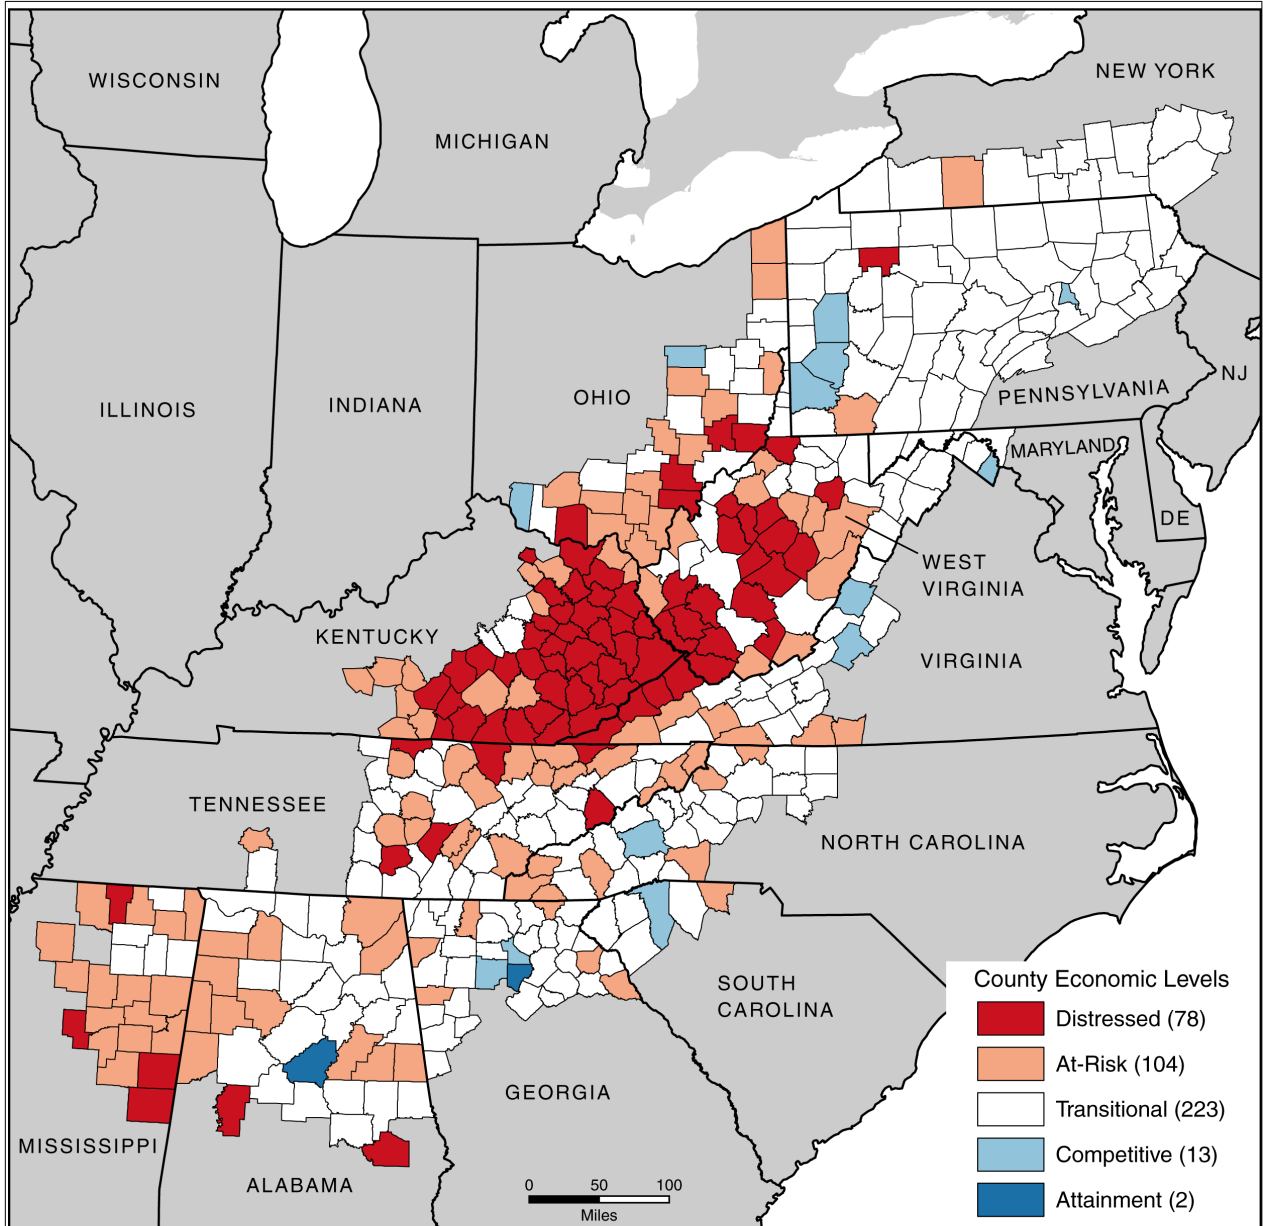 WISCONSIN
MICHIGAN
NEW YORK
ILLINOIS
INDIANA
OHIO
PENNSYLVANIA
NJ
MARYLAND
DE
WEST
VIRGINIA
KENTUCKY
VIRGINIA
TENNESSEE
NORTH CAROLINA
SOUTH
CAROLINA
GEORGIA
MISSISSIPPI
ALABAMA
County Economic Levels
Distressed (78)
At-Risk (104)
Transitional (223)
Competitive (13)
Attainment (2)
0 50 100
Miles